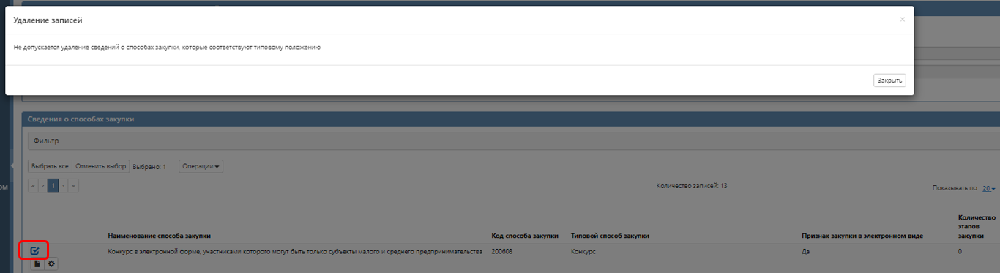 Удаление записей
×
Не допускается удаление сведений о способах закупки, которые соответствуют типовому положению
Закрыть
Сведения о способах закупки
Фильтр
Выбрать все Отменить выбор Выбрано: 1 Операции
ом
« ‹ 1 › » Количество записей: 13 Показывать по 20
Наименование способа закупки Код способа закупки Типовой способ закупки Признак закупки в электронном виде Количество этапов закупки
Конкурс в электронной форме, участниками которого могут быть только субъекты малого и среднего предпринимательства 200608 Конкурс Да 0